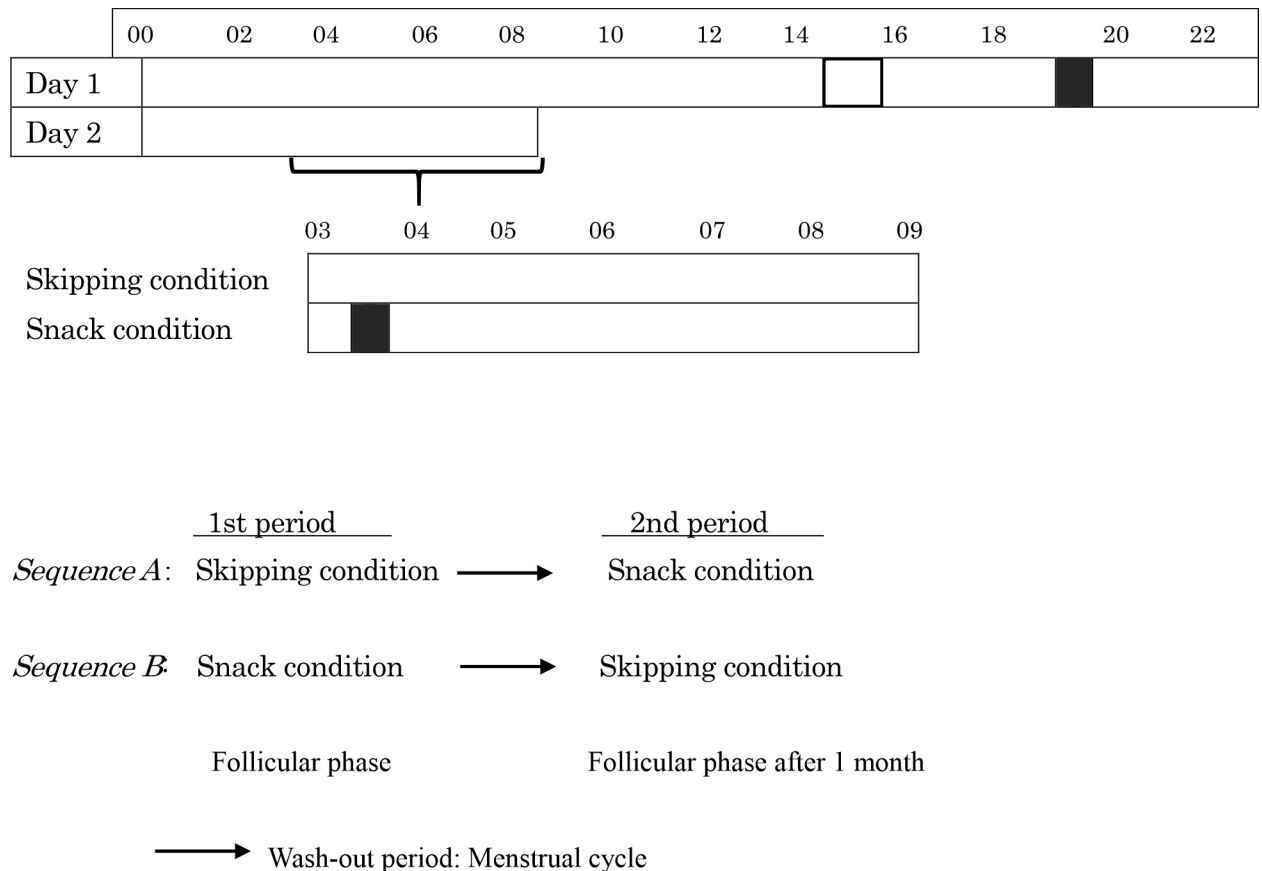 00 02 04 06 08 10 12 14 16 18 20 22
Day 1
Day 2
03 04 05 06 07 08 09
Skipping condition
Snack condition
1st period 2nd period
Sequence A: Skipping condition Snack condition
Sequence B: Snack condition Skipping condition
Follicular phase Follicular phase after 1 month
Wash-out period: Menstrual cycle